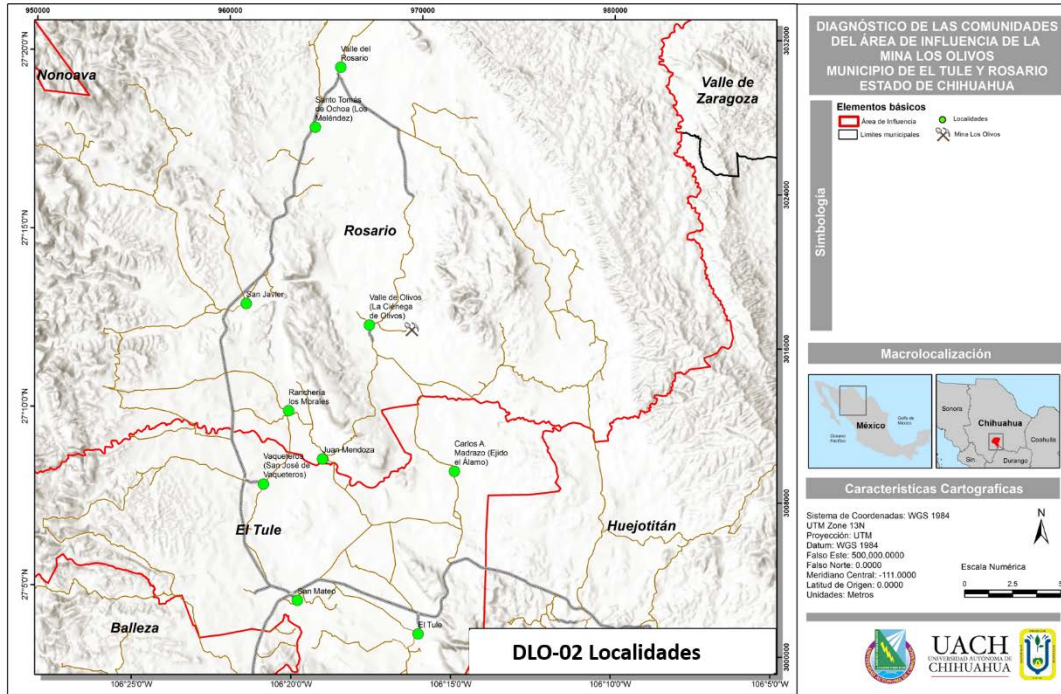 950000
960000
970000
980000
27°20'0"N
27°15'0"N
27°10'0"N
27°5'0"N
3032000
3024000
3016000
3008000
3000000
Nonoava
Valle del
Rosario
Santo Tomás
de Ochoa (Los
Meléndez)
Valle de
Zaragoza
Rosario
San Javier
Valle de Olivos
(La Ciénega
de Olivos)
Ranchería
los Morales
Juan Mendoza
Vaqueteros
(San José de
Vaqueteros)
Carlos A.
Madrazo (Ejido
el Álamo)
El Tule
Huejotitán
San Mateo
Balleza
El Tule
DLO-02 Localidades
106°25'0"W
106°20'0"W
106°15'0"W
106°10'0"W
106°5'0"W
DIAGNÓSTICO DE LAS COMUNIDADES
DEL ÁREA DE INFLUENCIA DE LA
MINA LOS OLIVOS
MUNICIPIO DE EL TULE Y ROSARIO
ESTADO DE CHIHUAHUA
Simbología
Elementos básicos
Área de Influencia
Localidades
Limites municipales
Mina Los Olivos
Macrolocalización
México
Golfo de
México
Océano
Pacífico
Sonora
Chihuahua
Coahuila
Sin.
Durango
Caracteristicas Cartograficas
Sistema de Coordenadas: WGS 1984
UTM Zone 13N
Proyección: UTM
Datum: WGS 1984
Falso Este: 500,000.0000
Falso Norte: 0.0000
Meridiano Central: -111.0000
Latitud de Origen: 0.0000
Unidades: Metros
N
Escala Numérica
0 2.5 5
UACH
UNIVERSIDAD AUTÓNOMA DE
CHIHUAHUA